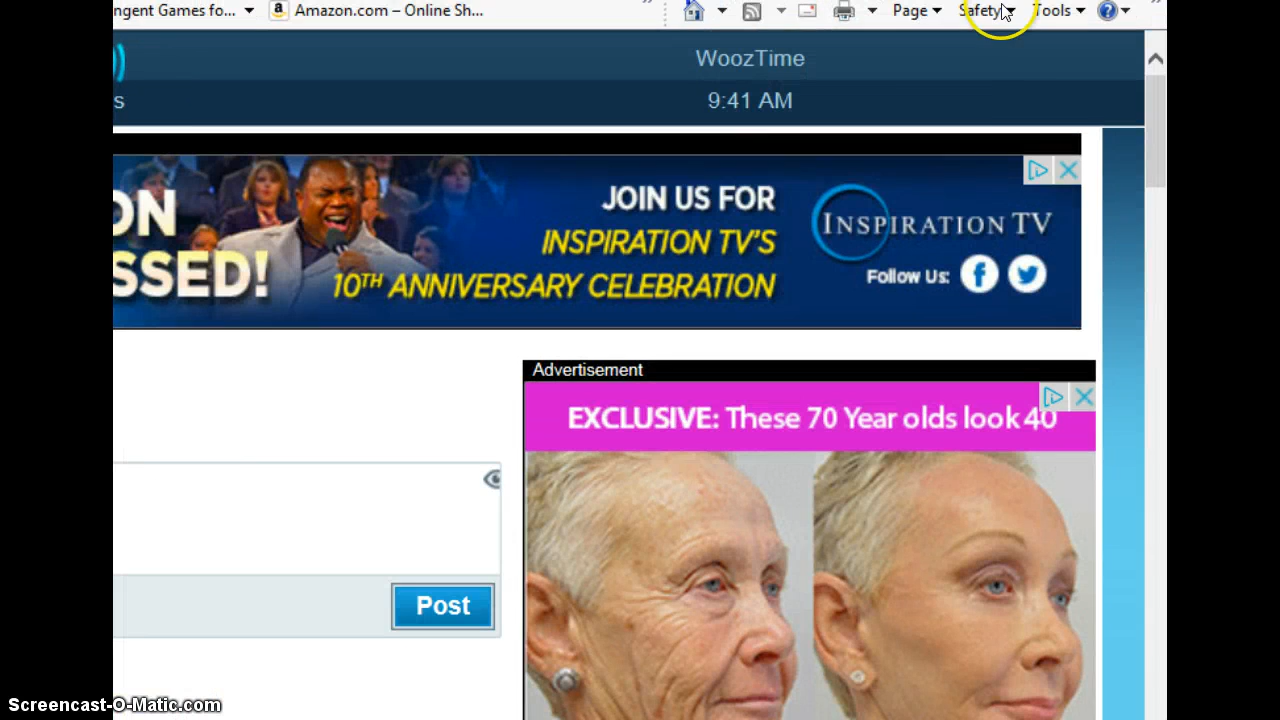 ngent Games fo... Amazon.com – Online Sh... Page Safety Tools
WoozTime
s 9:41 AM
ON
SSED!
JOIN US FOR
INSPIRATION TV'S
10TH ANNIVERSARY CELEBRATION
INSPIRATION TV
Follow Us:
Advertisement
EXCLUSIVE: These 70 Year olds look 40
Post
Screencast-O-Matic.com